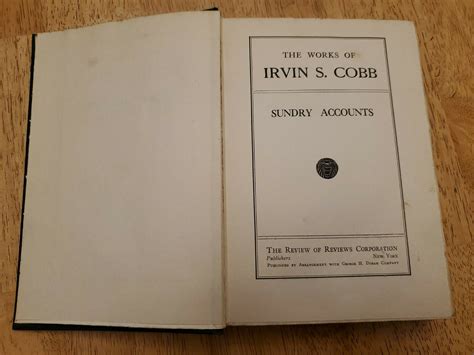 THE WORKS OF
IRVIN S. COBB
SUNDRY ACCOUNTS
THE REVIEW OF REVIEWS CORPORATION
Publishers NEW YORK
PUBLISHED BY ARRANGEMENT WITH GEORGE H. DORAN COMPANY